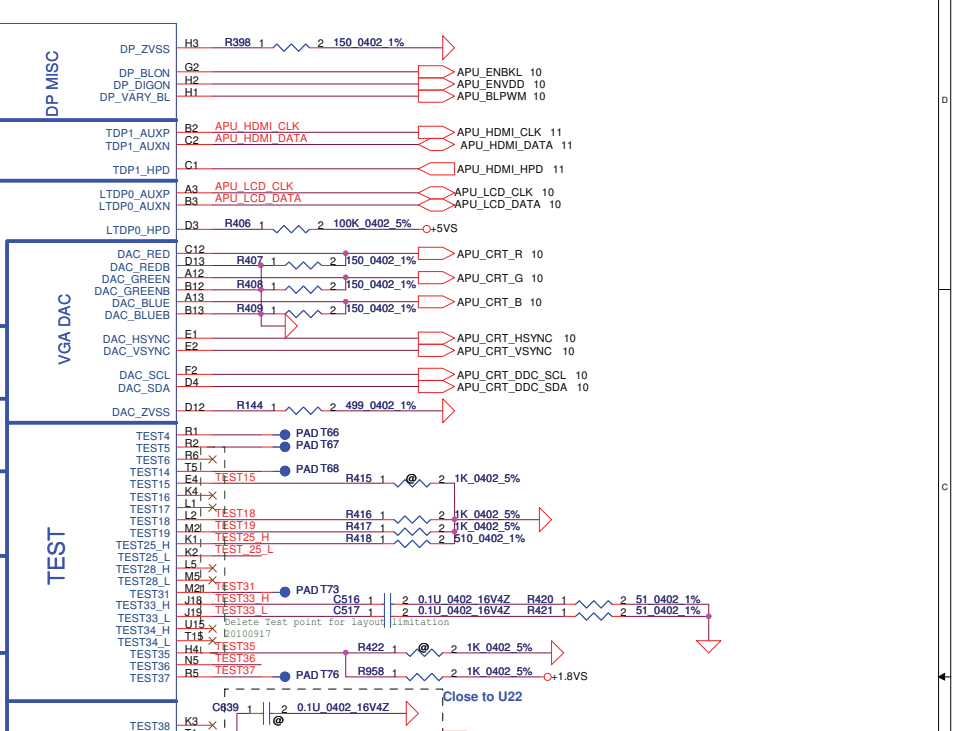 DP MISC
DP_ZVSS H3 R398 1 2 150_0402_1%
DP_BLON G2 APU_ENBKL 10
DP_DIGON H2 APU_ENVDD 10
DP_VARY_BL H1 APU_BLPWM 10
D
TDP1_AUXP B2 APU_HDMI_CLK APU_HDMI_CLK 11
TDP1_AUXN C2 APU_HDMI_DATA APU_HDMI_DATA 11
TDP1_HPD C1 APU_HDMI_HPD 11
LTDP0_AUXP A3 APU_LCD_CLK APU_LCD_CLK 10
LTDP0_AUXN B3 APU_LCD_DATA APU_LCD_DATA 10
LTDP0_HPD D3 R406 1 2 100K_0402_5% +5VS
VGA DAC
DAC_RED C12 APU_CRT_R 10
DAC_REDB D13 R407 1 2 150_0402_1%
DAC_GREEN A12 APU_CRT_G 10
DAC_GREENB B12 R408 1 2 150_0402_1%
DAC_BLUE A13 APU_CRT_B 10
DAC_BLUEB B13 R409 1 2 150_0402_1%
DAC_HSYNC E1 APU_CRT_HSYNC 10
DAC_VSYNC E2 APU_CRT_VSYNC 10
DAC_SCL F2 APU_CRT_DDC_SCL 10
DAC_SDA D4 APU_CRT_DDC_SDA 10
DAC_ZVSS D12 R144 1 2 499_0402_1%
TEST
TEST4 R1 PAD T66
TEST5 R2 PAD T67
TEST6 R6
TEST14 T5 PAD T68
TEST15 E4 TEST15 R415 1 @ 2 1K_0402_5%
C
TEST16 K4
TEST17 L1
TEST18 L2 TEST18 R416 1 2 1K_0402_5%
TEST19 M2 TEST19 R417 1 2 1K_0402_5%
TEST25_H K1 TEST25_H R418 1 2 510_0402_1%
TEST25_L K2 TEST_25_L
TEST28_H L5
TEST28_L M5
TEST31 M21 TEST31 PAD T73
TEST33_H J18 TEST33_H C516 1 2 0.1U_0402_16V4Z R420 1 2 51_0402_1%
TEST33_L J19 TEST33_L C517 1 2 0.1U_0402_16V4Z R421 1 2 51_0402_1%
Delete Test point for layout limitation
20100917
TEST34_H U15
TEST34_L T15
TEST35 H4 TEST35 R422 1 @ 2 1K_0402_5%
TEST36 N5 TEST36
TEST37 R5 TEST37 PAD T76 R958 1 2 1K_0402_5% +1.8VS
Close to U22
C639 1 2 0.1U_0402_16V4Z
@
TEST38 K3